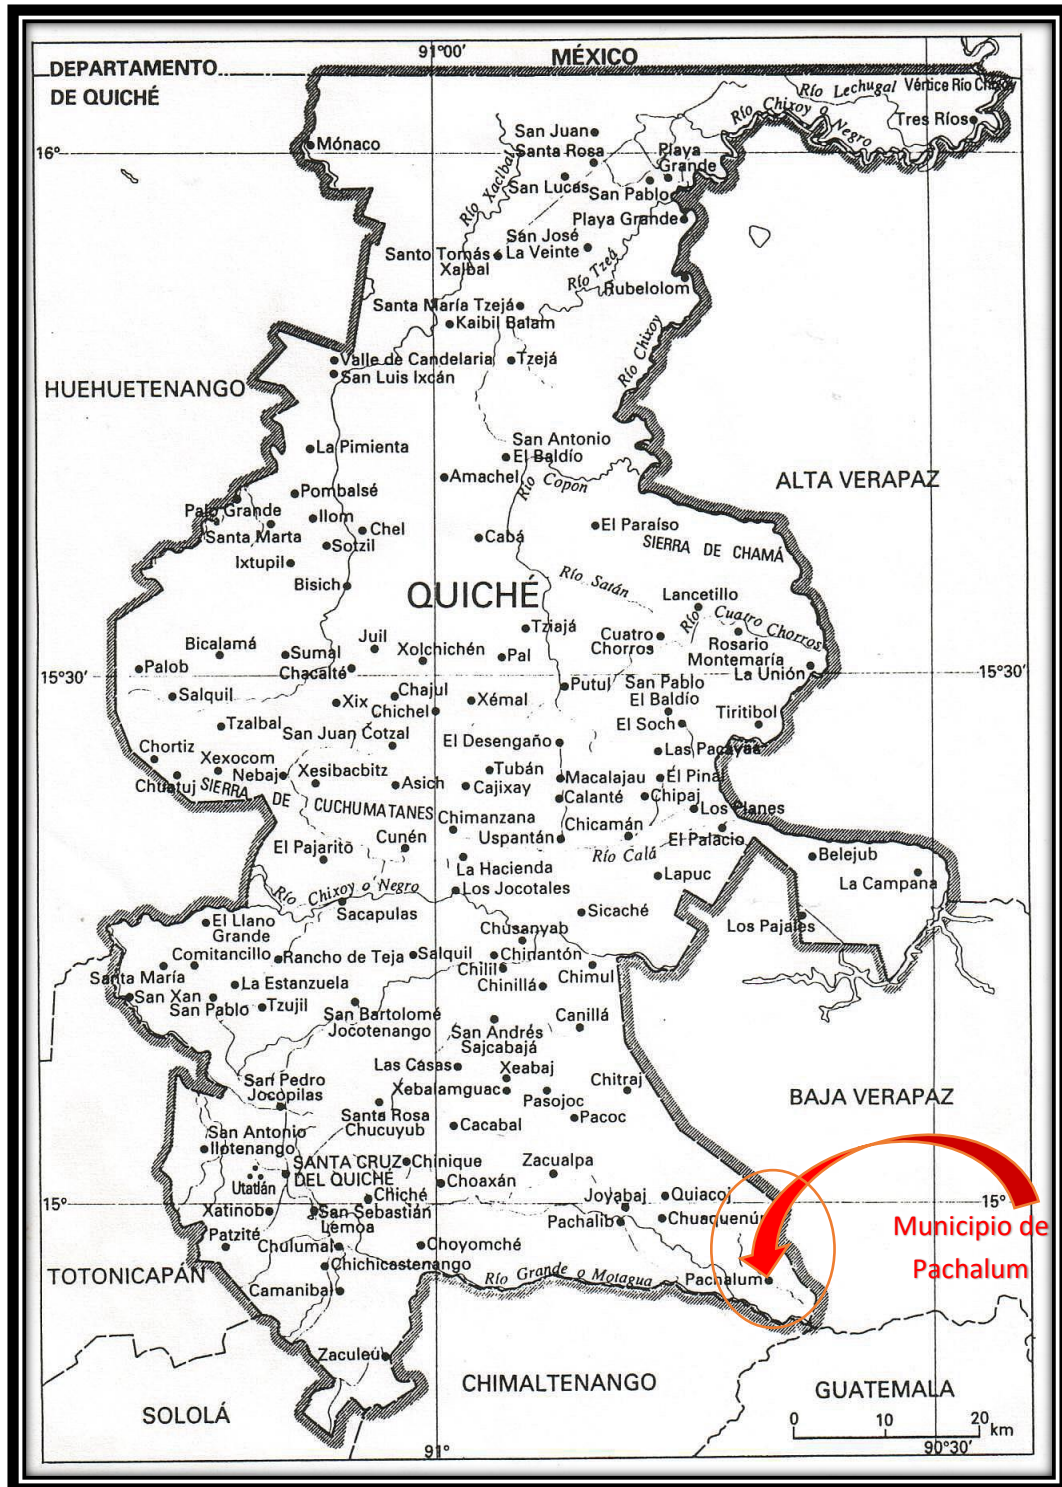 91°00'
MÉXICO
DEPARTAMENTO
DE QUICHÉ
Río Lechugal
Vértice Río Chixoy
Río Chixoy o Negro
Tres Ríos
San Juan
Mónaco
16°
Santa Rosa
Playa
Grande
Río Xaclbal
San Lucas
San Pablo
Playa Grande
San José
La Veinte
Santo Tomás
Xalbal
Río Tzeá
Rubelolom
Santa María Tzejá
Kaibil Balam
Río Chixoy
Valle de Candelaria
Tzejá
San Luis Ixcán
HUEHUETENANGO
San Antonio
El Baldío
La Pimienta
Amachel
Río Copón
ALTA VERAPAZ
Pombalsé
Palo Grande
Ilom
Santa Marta
Chel
Sotzil
Cabá
El Paraíso
SIERRA DE CHAMÁ
Ixtupil
Bisich
QUICHÉ
Río Satán
Lancetillo
Río Cuatro Chorros
Tziajá
Cuatro
Chorros
Rosario
Montemaría
La Unión
Juil
Bicalamá
Sumal
Xolchichén
Pal
Palob
Chacalté
15°30'
15°30'
Putul
San Pablo
El Baldío
Salquil
Xix
Chajul
Xémal
Chichel
El Soch
Tiritibol
Tzalbal
San Juan Cotzal
El Desengaño
Las Pacayas
Chortiz
Xexocom
Nebaj
Xesibacbitz
Asich
Tubán
Cajixay
Macalajau
El Pinal
Chuatuj
SIERRA DE CUCHUMATANES
Calanté
Chipaj
Los Planes
Chimanzana
Chicamán
Uspantán
El Palacio
Cunén
El Pajarito
Río Calá
Belejub
La Hacienda
Lapuc
La Campana
Río Chixoy o Negro
Los Jocotales
Sacapulas
Sicaché
El Llano
Grande
Los Pajales
Chusanyab
Comitancillo
Rancho de Teja
Salquil
Chinantón
Santa María
Chilil
Chimul
La Estanzuela
Chinillá
San Xan
San Pablo
Tzujil
San Bartolomé
Jocotenango
San Andrés
Sajcabajá
Canillá
Las Casas
Xeabaj
San Pedro
Jocopilas
Xebalamguac
Chitraj
Pasojoc
BAJA VERAPAZ
Santa Rosa
Chucuyub
Cacabal
Pacoc
San Antonio
Ilotenango
SANTA CRUZ
DEL QUICHÉ
Chinique
Zacualpa
Utatlán
Choaxán
Chiché
Joyabaj
Quiacoj
15°
15°
Xatinob
San Sebastián
Lemoa
Pachalib
Chuaquenúm
Municipio de
Pachalum
Patzité
Chulumal
Choyomché
TOTONICAPÁN
Chichicastenango
Río Grande o Motagua
Pachalum
Camanibal
Zaculeu
CHIMALTENANGO
GUATEMALA
SOLOLÁ
0 10 20 km
91°
90°30'